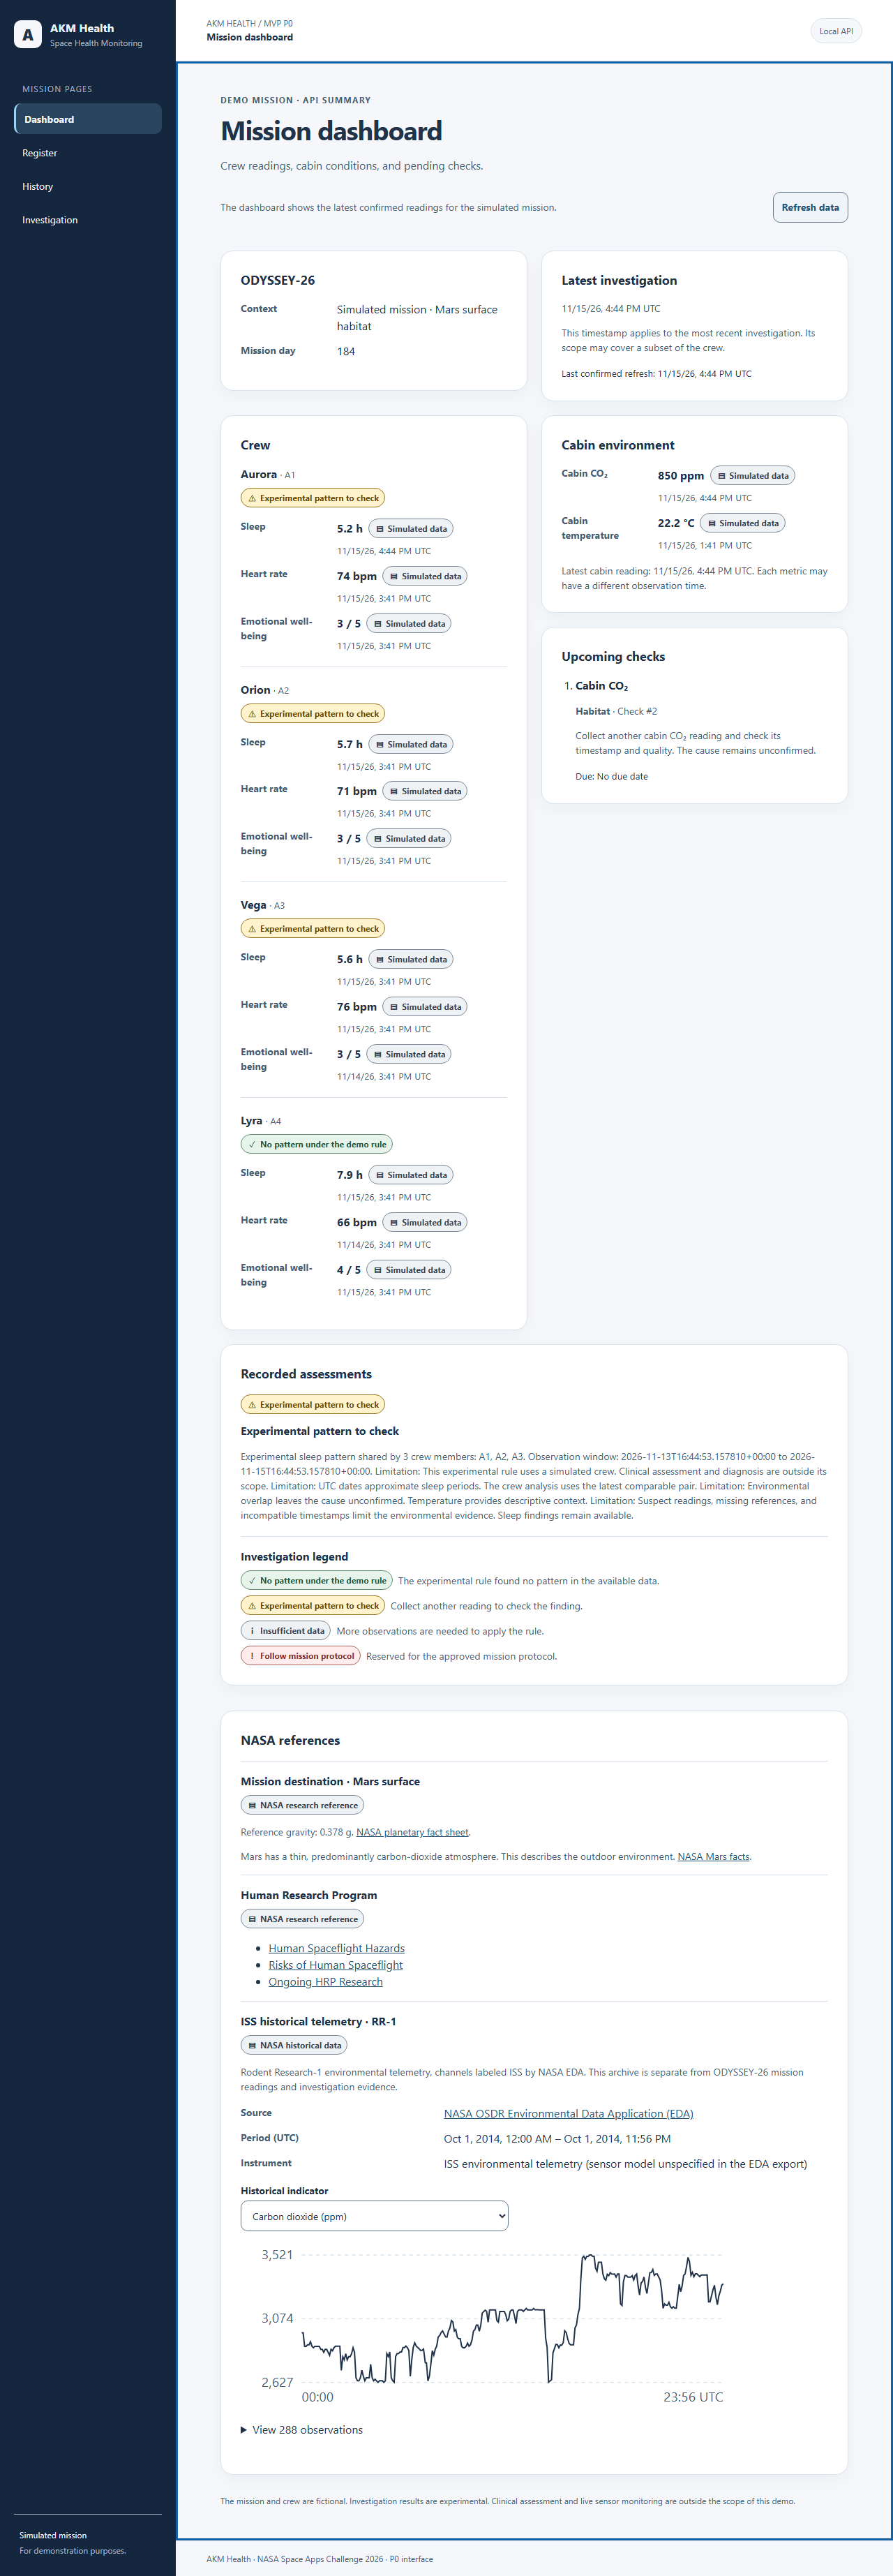 A
AKM Health
Space Health Monitoring
MISSION PAGES
Dashboard
Register
History
Investigation
Simulated mission
For demonstration purposes.
AKM HEALTH / MVP P0
Mission dashboard
Local API
DEMO MISSION · API SUMMARY
Mission dashboard
Crew readings, cabin conditions, and pending checks.
The dashboard shows the latest confirmed readings for the simulated mission.
Refresh data
ODYSSEY-26
Context
Simulated mission · Mars surface
habitat
Mission day
184
Latest investigation
11/15/26, 4:44 PM UTC
This timestamp applies to the most recent investigation. Its
scope may cover a subset of the crew.
Last confirmed refresh: 11/15/26, 4:44 PM UTC
Crew
Aurora · A1
⚠ Experimental pattern to check
Sleep
5.2 h Simulated data
11/15/26, 4:44 PM UTC
Heart rate
74 bpm Simulated data
11/15/26, 3:41 PM UTC
Emotional well-
being
3 / 5 Simulated data
11/15/26, 3:41 PM UTC
Orion · A2
⚠ Experimental pattern to check
Sleep
5.7 h Simulated data
11/15/26, 3:41 PM UTC
Heart rate
71 bpm Simulated data
11/15/26, 3:41 PM UTC
Emotional well-
being
3 / 5 Simulated data
11/15/26, 3:41 PM UTC
Vega · A3
⚠ Experimental pattern to check
Sleep
5.6 h Simulated data
11/15/26, 3:41 PM UTC
Heart rate
76 bpm Simulated data
11/15/26, 3:41 PM UTC
Emotional well-
being
3 / 5 Simulated data
11/14/26, 3:41 PM UTC
Lyra · A4
✓ No pattern under the demo rule
Sleep
7.9 h Simulated data
11/15/26, 3:41 PM UTC
Heart rate
66 bpm Simulated data
11/14/26, 3:41 PM UTC
Emotional well-
being
4 / 5 Simulated data
11/15/26, 3:41 PM UTC
Cabin environment
Cabin CO₂
850 ppm Simulated data
11/15/26, 4:44 PM UTC
Cabin
temperature
22.2 °C Simulated data
11/15/26, 1:41 PM UTC
Latest cabin reading: 11/15/26, 4:44 PM UTC. Each metric may
have a different observation time.
Upcoming checks
1. Cabin CO₂
Habitat · Check #2
Collect another cabin CO₂ reading and check its
timestamp and quality. The cause remains unconfirmed.
Due: No due date
Recorded assessments
⚠ Experimental pattern to check
Experimental pattern to check
Experimental sleep pattern shared by 3 crew members: A1, A2, A3. Observation window: 2026-11-13T16:44:53.157810+00:00 to 2026-
11-15T16:44:53.157810+00:00. Limitation: This experimental rule uses a simulated crew. Clinical assessment and diagnosis are outside its
scope. Limitation: UTC dates approximate sleep periods. The crew analysis uses the latest comparable pair. Limitation: Environmental
overlap leaves the cause unconfirmed. Temperature provides descriptive context. Limitation: Suspect readings, missing references, and
incompatible timestamps limit the environmental evidence. Sleep findings remain available.
Investigation legend
✓ No pattern under the demo rule The experimental rule found no pattern in the available data.
⚠ Experimental pattern to check Collect another reading to check the finding.
i Insufficient data More observations are needed to apply the rule.
! Follow mission protocol Reserved for the approved mission protocol.
NASA references
Mission destination · Mars surface
NASA research reference
Reference gravity: 0.378 g. NASA planetary fact sheet.
Mars has a thin, predominantly carbon-dioxide atmosphere. This describes the outdoor environment. NASA Mars facts.
Human Research Program
NASA research reference
• Human Spaceflight Hazards
• Risks of Human Spaceflight
• Ongoing HRP Research
ISS historical telemetry · RR-1
NASA historical data
Rodent Research-1 environmental telemetry, channels labeled ISS by NASA EDA. This archive is separate from ODYSSEY-26 mission
readings and investigation evidence.
Source
NASA OSDR Environmental Data Application (EDA)
Period (UTC)
Oct 1, 2014, 12:00 AM – Oct 1, 2014, 11:56 PM
Instrument
ISS environmental telemetry (sensor model unspecified in the EDA export)
Historical indicator
Carbon dioxide (ppm)
3,521
3,074
2,627
00:00
23:56 UTC
View 288 observations
The mission and crew are fictional. Investigation results are experimental. Clinical assessment and live sensor monitoring are outside the scope of this demo.
AKM Health · NASA Space Apps Challenge 2026 · P0 interface